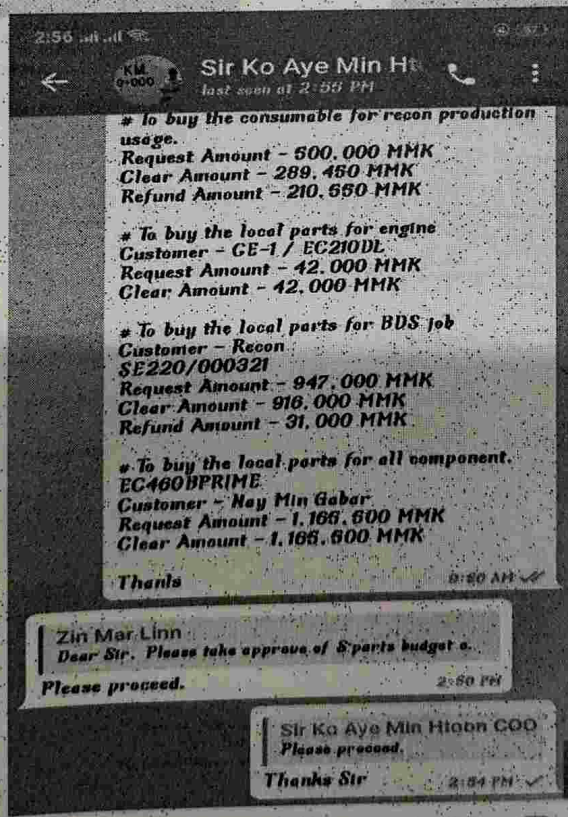 2:56
KM
0+000
Sir Ko Aye Min Ht
last seen at 2:55 PM
# To buy the consumable for recon production
usage.
Request Amount - 500.000 MMK
Clear Amount - 289.450 MMK
Refund Amount - 210.550 MMK
# To buy the local parts for engine
Customer - GE-1 / EC210DL
Request Amount - 42.000 MMK
Clear Amount - 42.000 MMK
# To buy the local parts for BDS job
Customer - Recon
SE220/000321
Request Amount - 947.000 MMK
Clear Amount - 916.000 MMK
Refund Amount - 31.000 MMK
# To buy the local parts for all component.
EC460BPRIME
Customer - Nay Min Gabar
Request Amount - 1,166.600 MMK
Clear Amount - 1,166.600 MMK
Thanls
AM
Zin Mar Linn
Dear Sir. Please take approve of S'parts budget
Please proceed.
2:50 PM
Sir Ko Aye Min Htoon COO
Please proceed.
Thanks Sir
2:54 PM